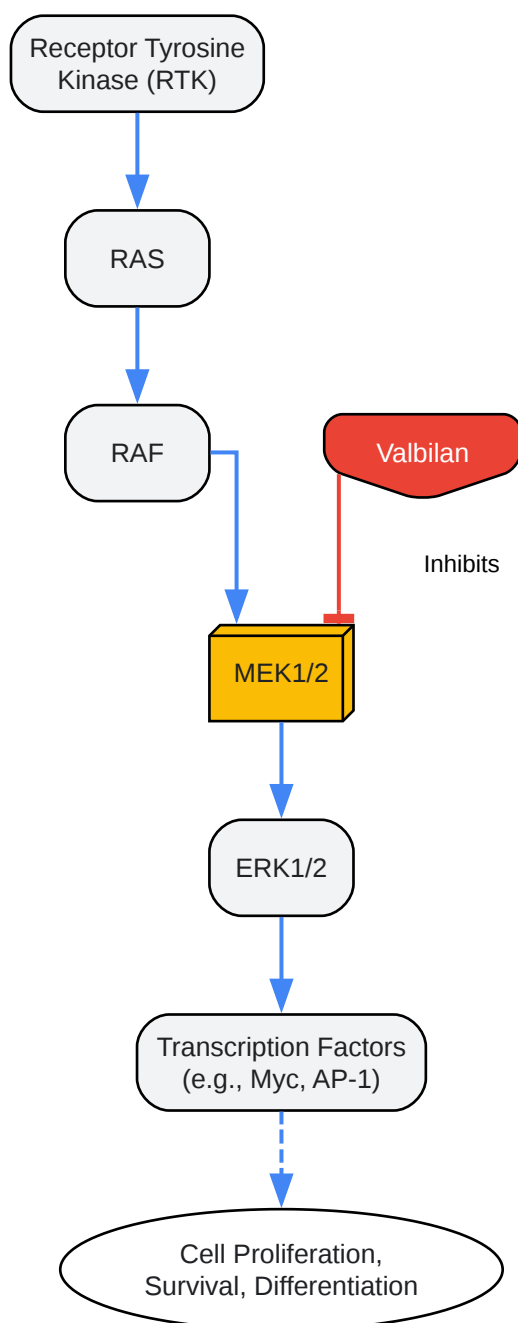 Receptor Tyrosine
Kinase (RTK)
RAS
RAF
Valbilan
Inhibits
MEK1/2
ERK1/2
Transcription Factors
(e.g., Myc, AP-1)
Cell Proliferation,
Survival, Differentiation